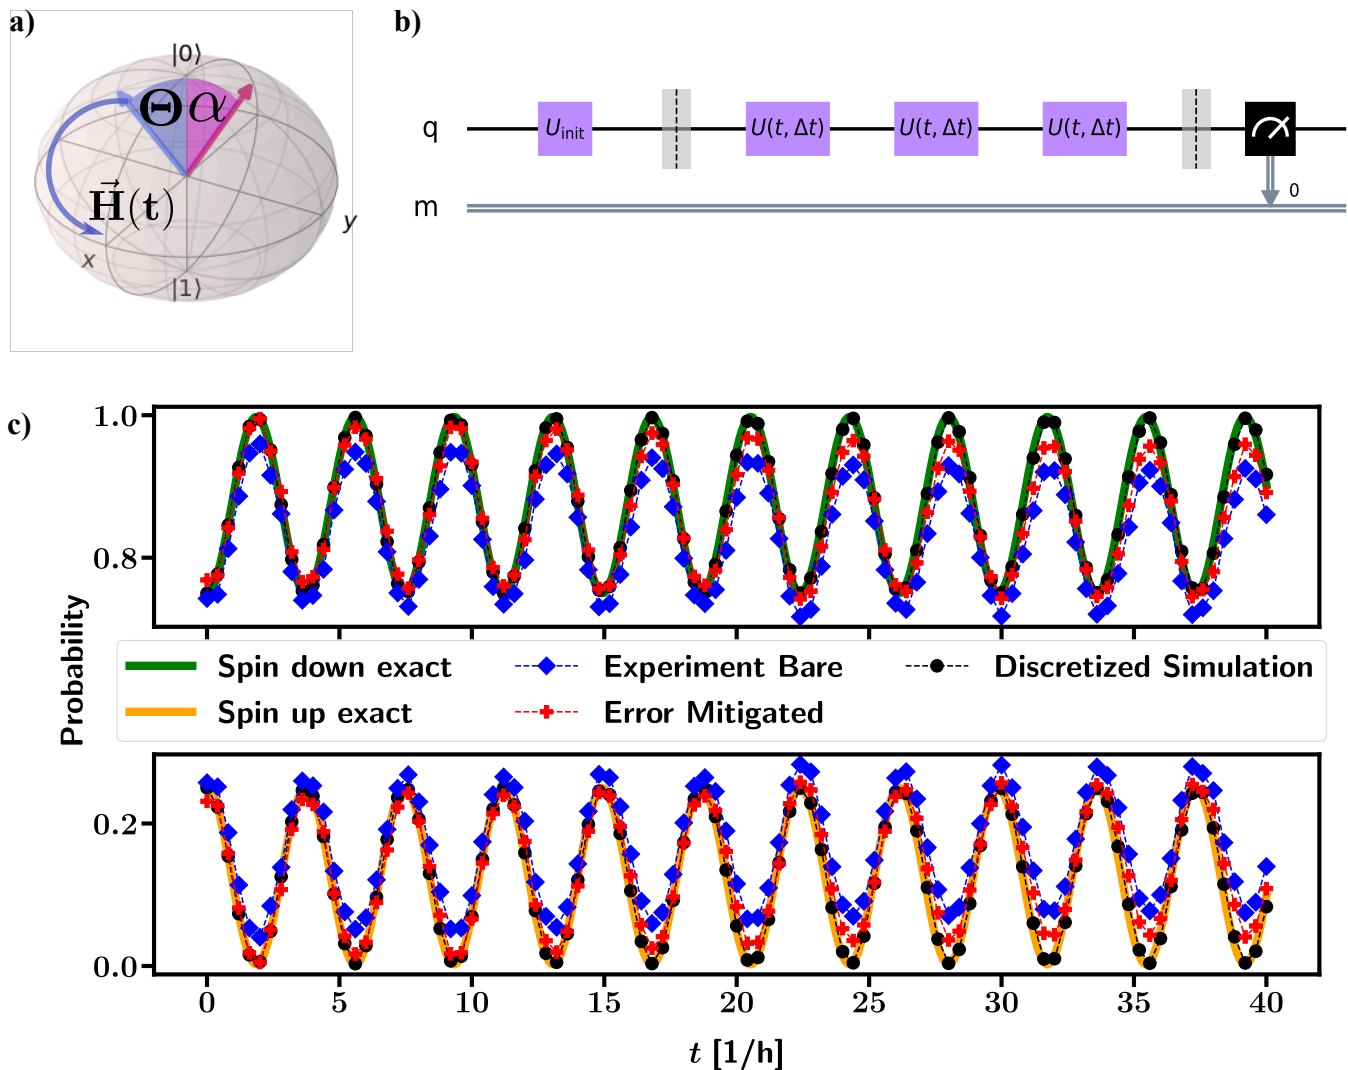 a)
|0⟩
Θ α
H⃗(t)
x
y
|1⟩
b)
q
U_init
U(t, Δt)
U(t, Δt)
U(t, Δt)
0
m
c)
1.0
0.8
Probability
Spin down exact
Experiment Bare
Discretized Simulation
Spin up exact
Error Mitigated
0.2
0.0
0 5 10 15 20 25 30 35 40
t [1/h]